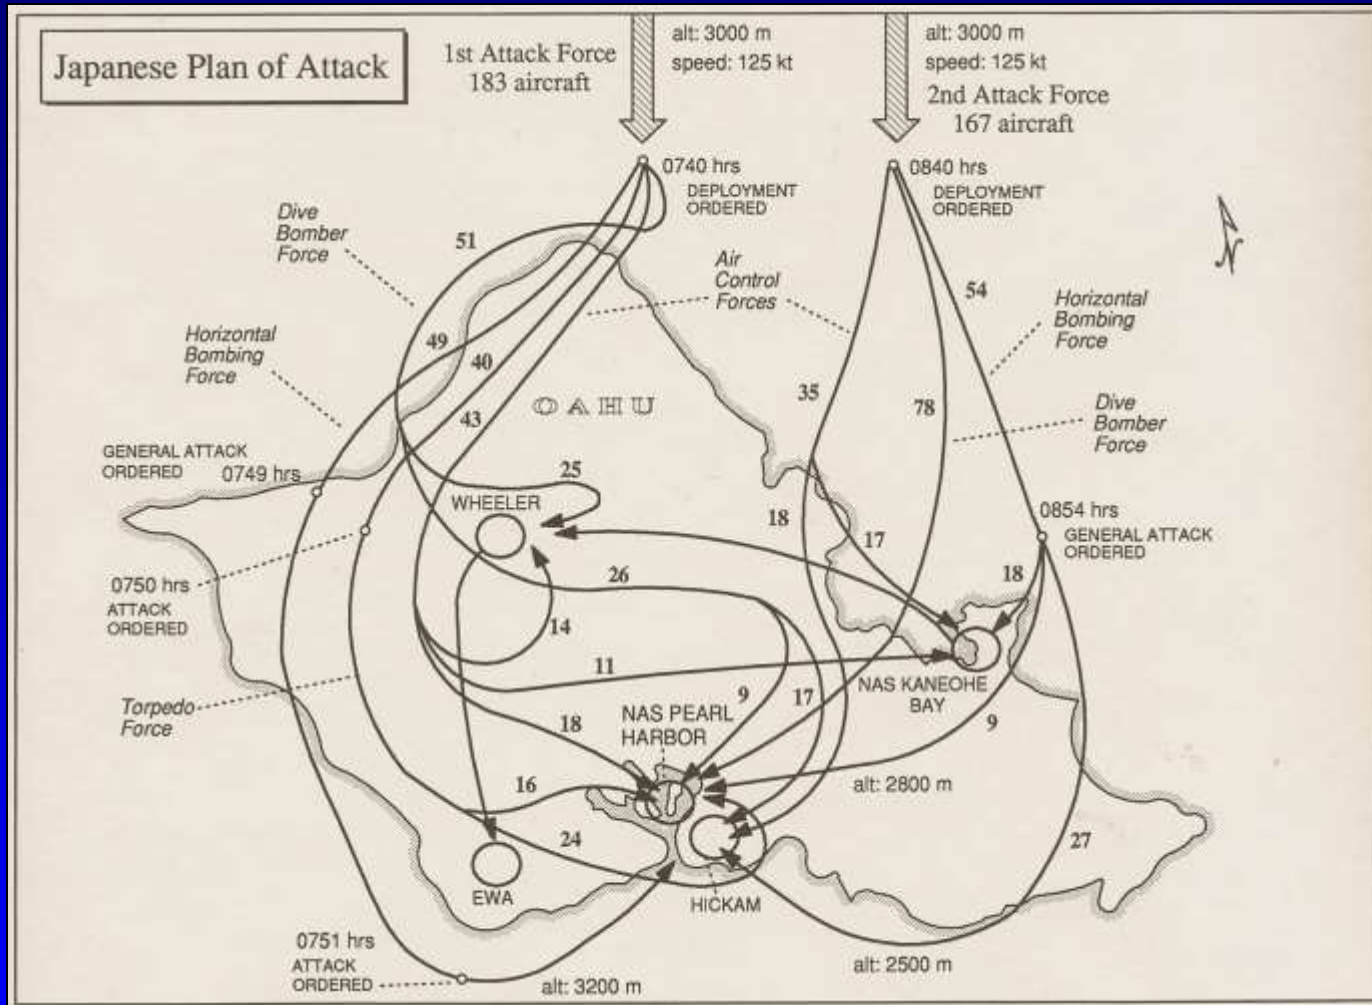 Japanese Plan of Attack
1st Attack Force
183 aircraft
alt: 3000 m
speed: 125 kt
alt: 3000 m
speed: 125 kt
2nd Attack Force
167 aircraft
0740 hrs
DEPLOYMENT
ORDERED
0840 hrs
DEPLOYMENT
ORDERED
N
Dive
Bomber
Force
51
Air
Control
Forces
54
Horizontal
Bombing
Force
Horizontal
Bombing
Force
49
40
43
OAHU
35
78
Dive
Bomber
Force
GENERAL ATTACK
ORDERED
0749 hrs
25
WHEELER
18
17
0854 hrs
GENERAL ATTACK
ORDERED
0750 hrs
ATTACK
ORDERED
26
18
14
11
NAS KANEOHE
BAY
Torpedo
Force
18
NAS PEARL
HARBOR
9
17
9
16
alt: 2800 m
24
27
EWA
HICKAM
0751 hrs
ATTACK
ORDERED
alt: 3200 m
alt: 2500 m